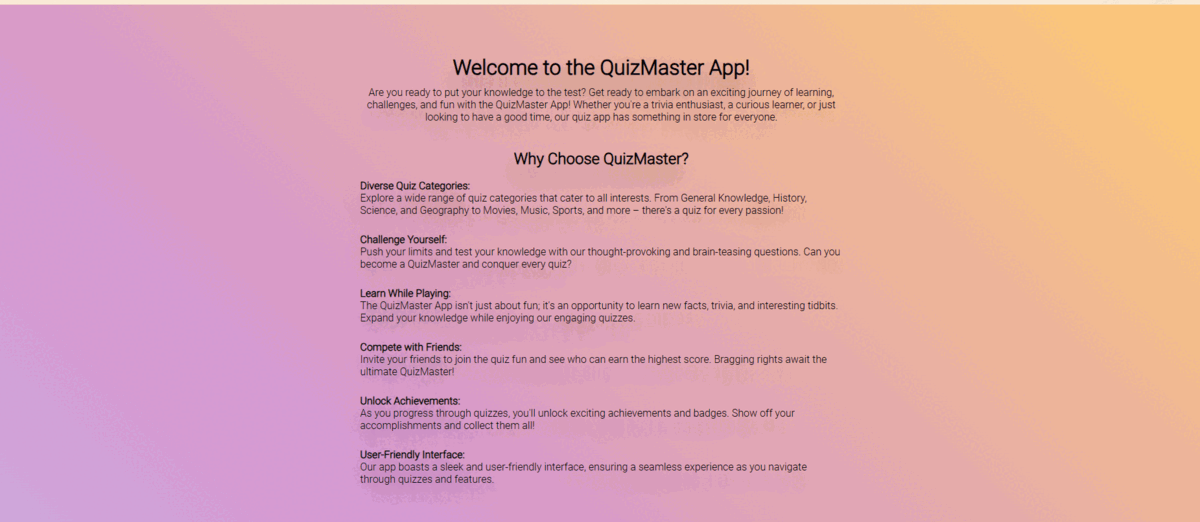 Welcome to the QuizMaster App!
Are you ready to put your knowledge to the test? Get ready to embark on an exciting journey of learning,
challenges, and fun with the QuizMaster App! Whether you're a trivia enthusiast, a curious learner, or just
looking to have a good time, our quiz app has something in store for everyone.
Why Choose QuizMaster?
Diverse Quiz Categories:
Explore a wide range of quiz categories that cater to all interests. From General Knowledge, History,
Science, and Geography to Movies, Music, Sports, and more – there's a quiz for every passion!
Challenge Yourself:
Push your limits and test your knowledge with our thought-provoking and brain-teasing questions. Can you
become a QuizMaster and conquer every quiz?
Learn While Playing:
The QuizMaster App isn't just about fun; it's an opportunity to learn new facts, trivia, and interesting tidbits.
Expand your knowledge while enjoying our engaging quizzes.
Compete with Friends:
Invite your friends to join the quiz fun and see who can earn the highest score. Bragging rights await the
ultimate QuizMaster!
Unlock Achievements:
As you progress through quizzes, you'll unlock exciting achievements and badges. Show off your
accomplishments and collect them all!
User-Friendly Interface:
Our app boasts a sleek and user-friendly interface, ensuring a seamless experience as you navigate
through quizzes and features.